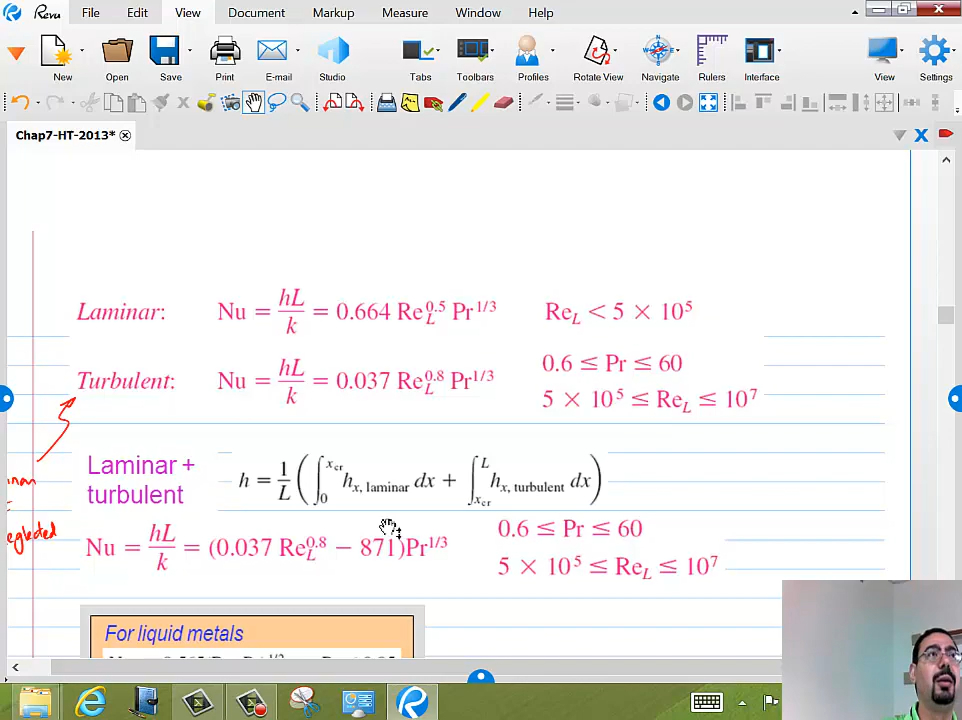 Revu File Edit View Document Markup Measure Window Help
New Open Save Print E-mail Studio Tabs Toolbars Profiles Rotate View Navigate Rulers Interface View Settings
Chap7-HT-2013*
Laminar: Nu = hL/k = 0.664 Re_L^0.5 Pr^1/3 Re_L < 5 × 10^5
0.6 ≤ Pr ≤ 60
Turbulent: Nu = hL/k = 0.037 Re_L^0.8 Pr^1/3
5 × 10^5 ≤ Re_L ≤ 10^7
Laminar +
turbulent
h = 1/L (∫_0^x_cr h_x, laminar dx + ∫_x_cr^L h_x, turbulent dx)
Nu = hL/k = (0.037 Re_L^0.8 − 871)Pr^1/3
0.6 ≤ Pr ≤ 60
5 × 10^5 ≤ Re_L ≤ 10^7
For liquid metals